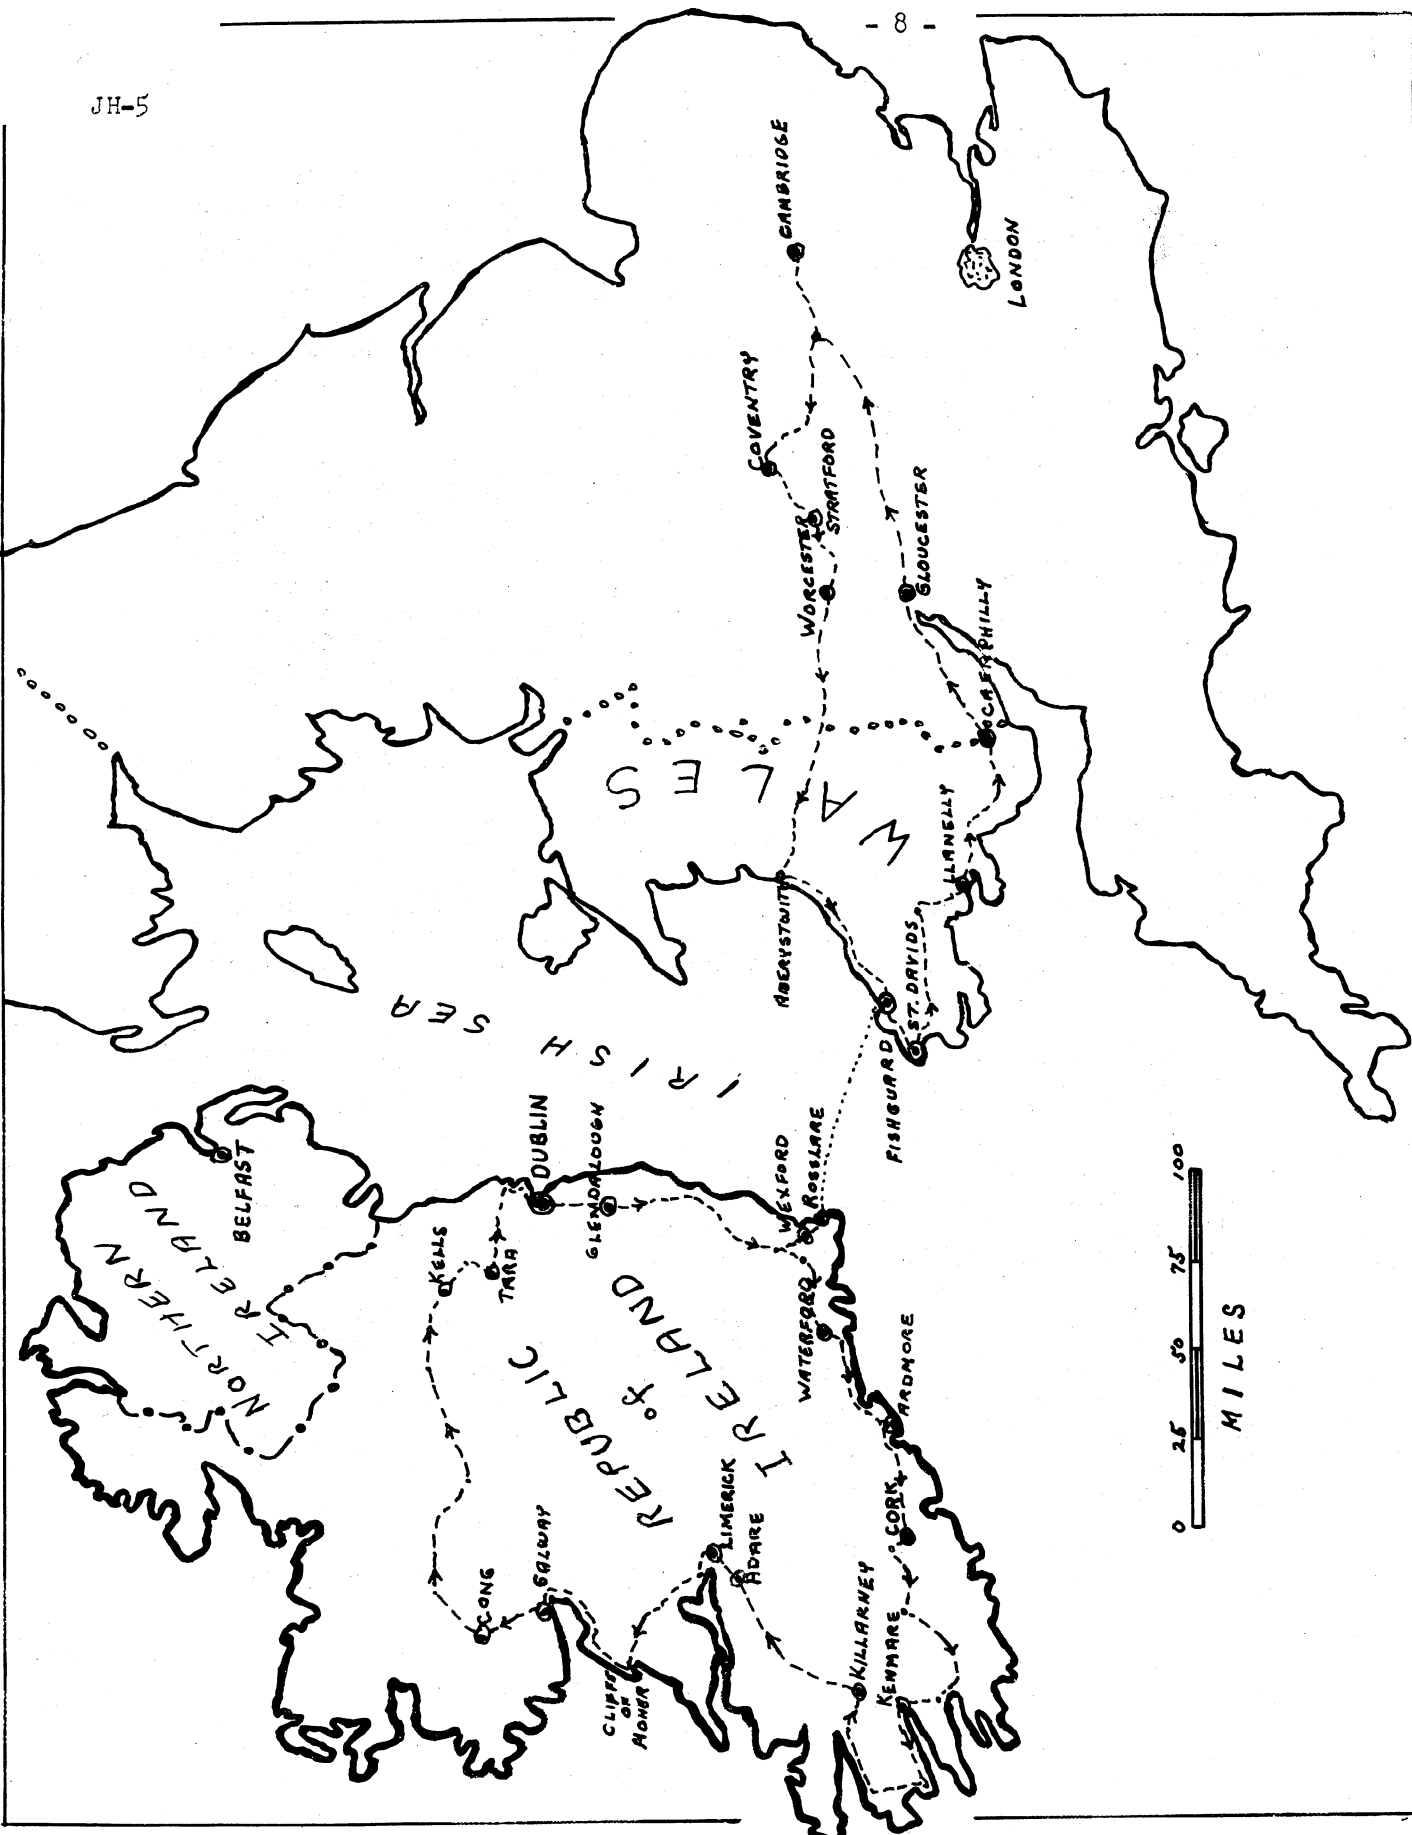 - 8 -
JH-5
CAMBRIDGE
LONDON
COVENTRY
STRATFORD
WORCESTER
GLOUCESTER
CAERPHILLY
WALES
LLANELLY
ABERYSTWITH
ST. DAVIDS
FISHGUARD
IRISH SEA
BELFAST
NORTHERN
IRELAND
DUBLIN
GLENDALOUGH
KELLS
TARA
WEXFORD
ROSSLARE
WATERFORD
REPUBLIC
of
IRELAND
ARDMORE
CORK
LIMERICK
ADARE
GALWAY
CONG
CLIFFS
OF
MOHER
KILLARNEY
KENMARE
0 25 50 75 100
MILES